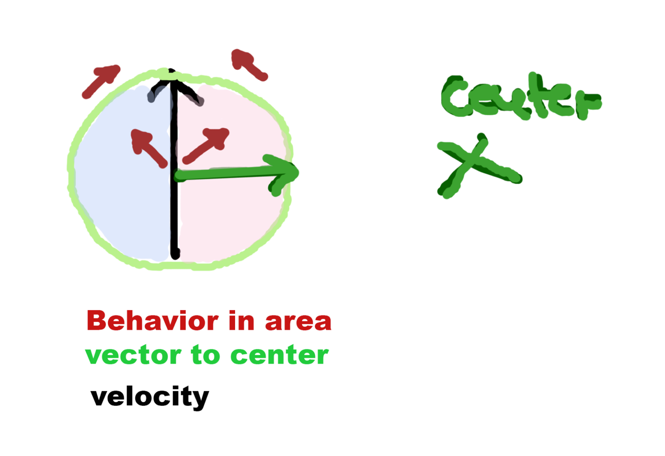 Center
Behavior in area
vector to center
velocity